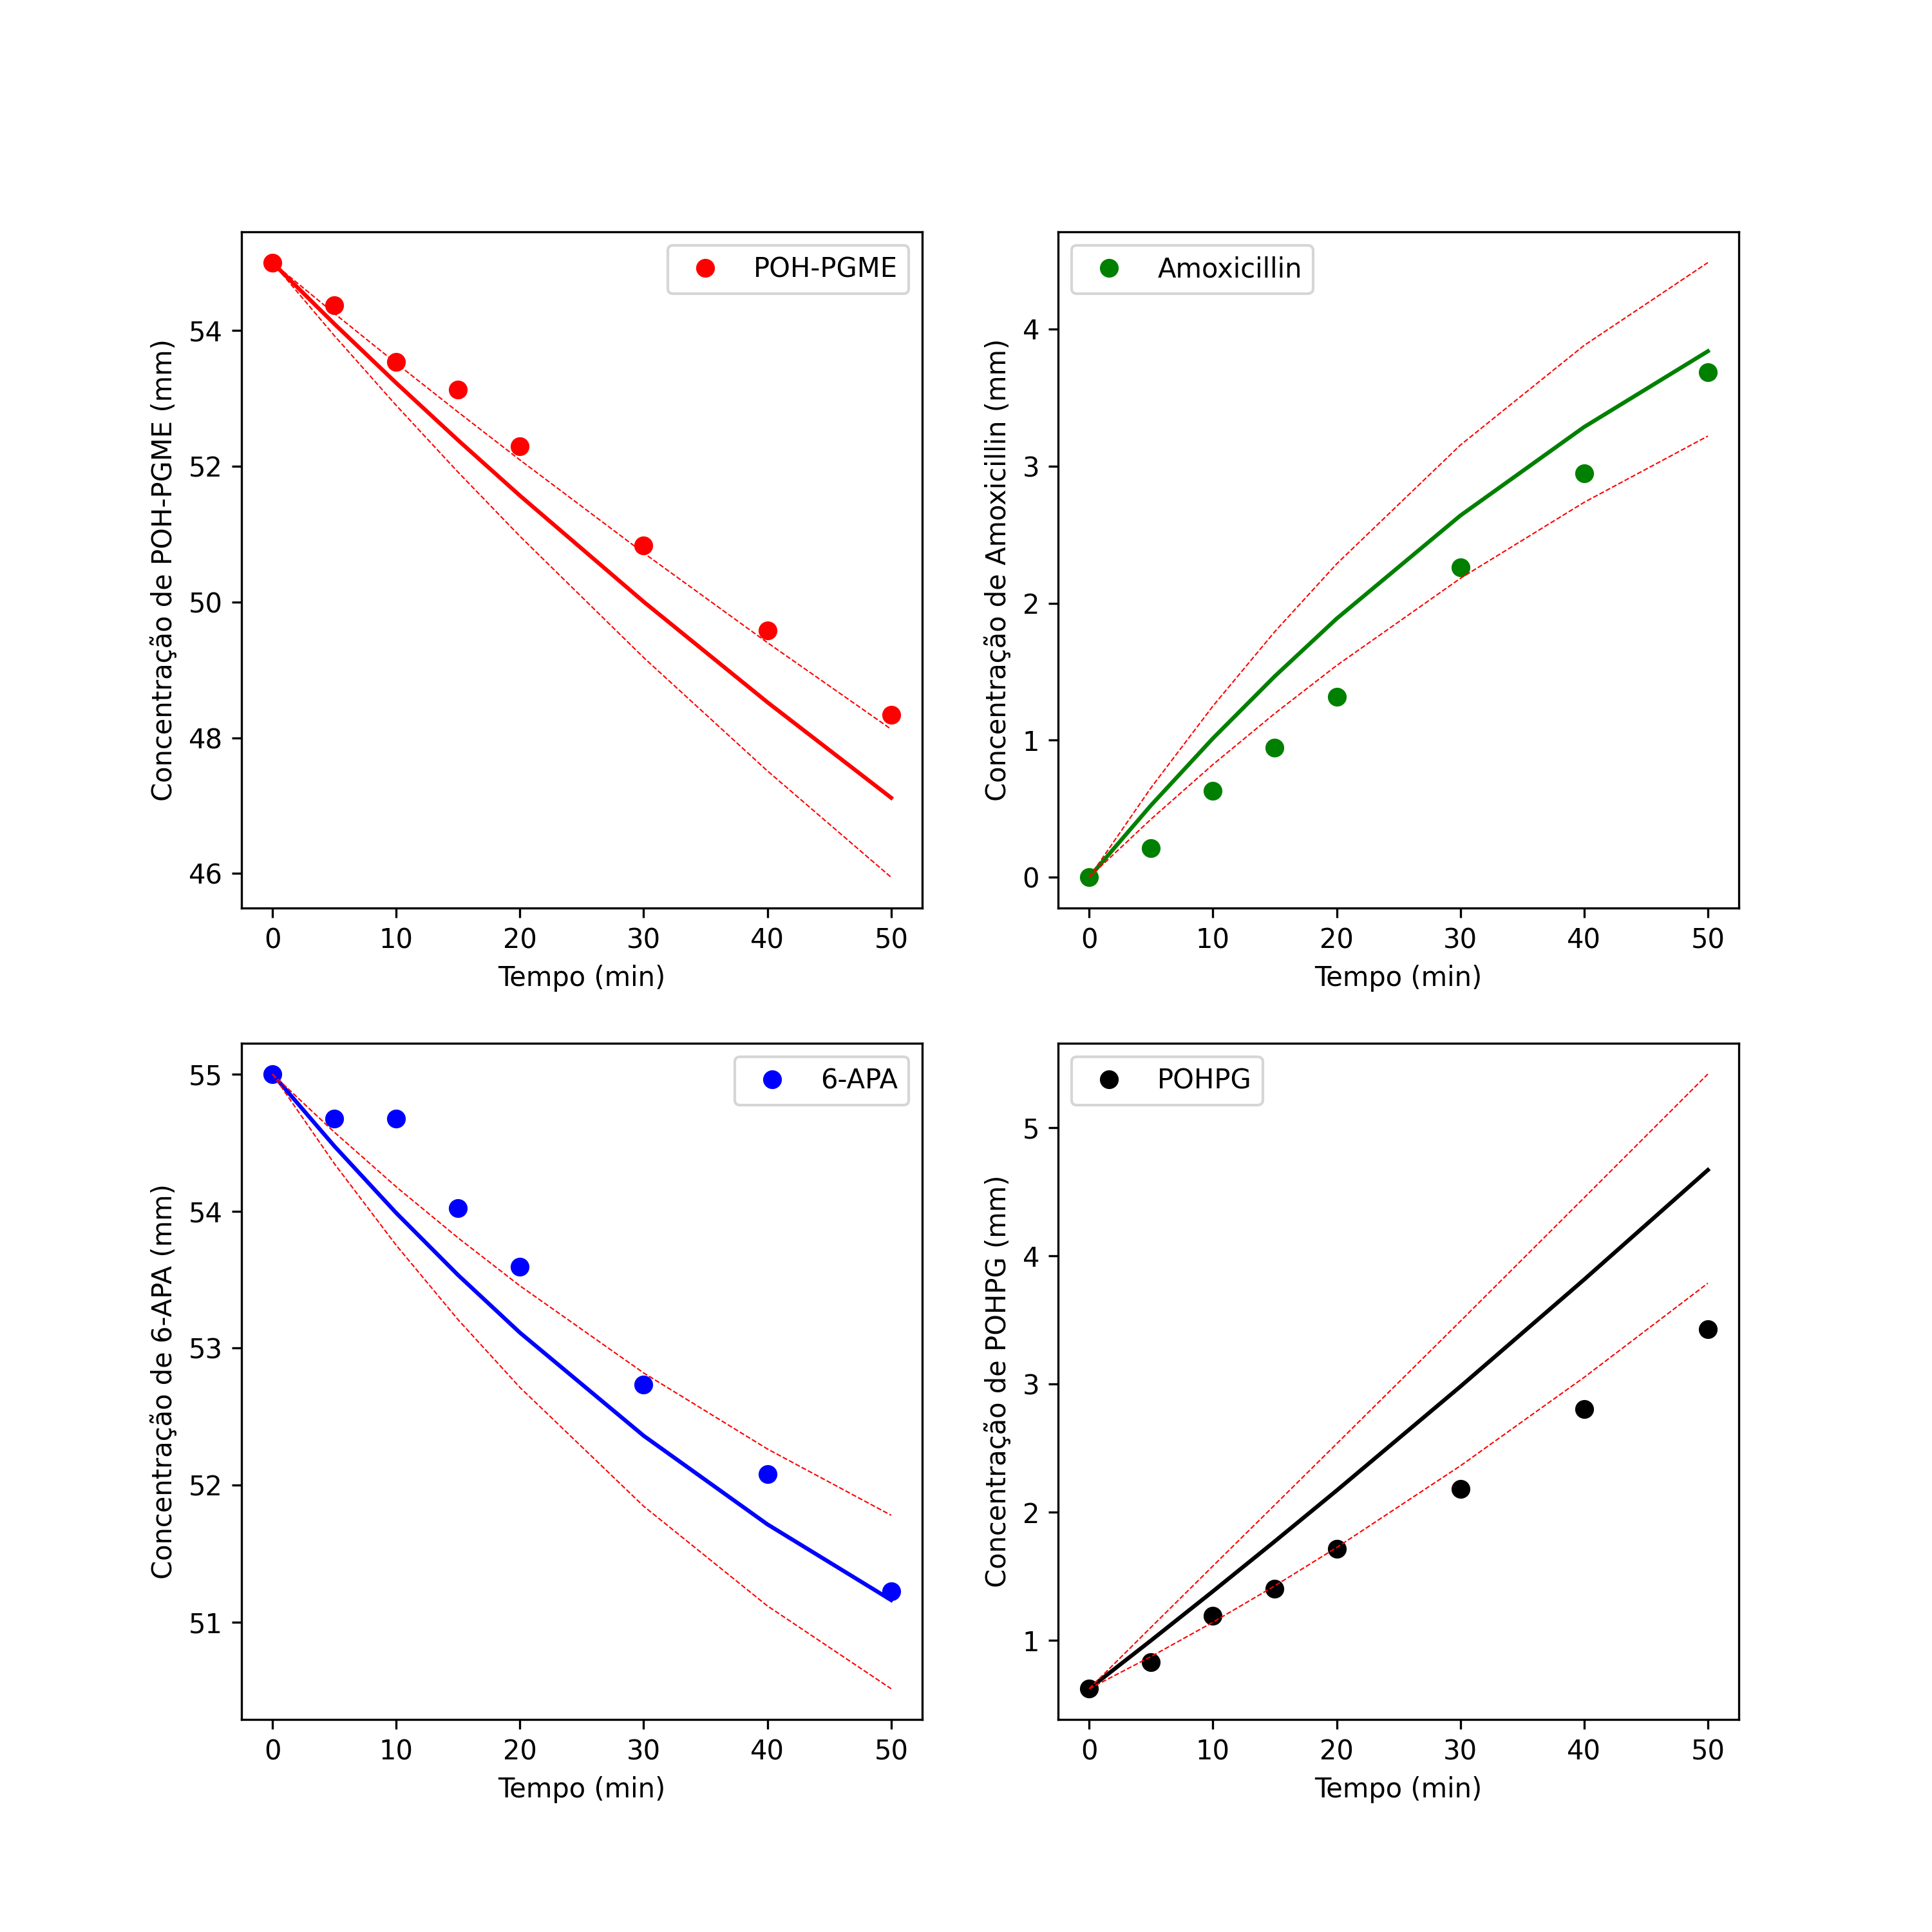 POH-PGME
Concentração de POH-PGME (mm)
54
52
50
48
46
0 10 20 30 40 50
Tempo (min)
Amoxicillin
Concentração de Amoxicillin (mm)
4
3
2
1
0
0 10 20 30 40 50
Tempo (min)
6-APA
Concentração de 6-APA (mm)
55
54
53
52
51
0 10 20 30 40 50
Tempo (min)
POHPG
Concentração de POHPG (mm)
5
4
3
2
1
0 10 20 30 40 50
Tempo (min)